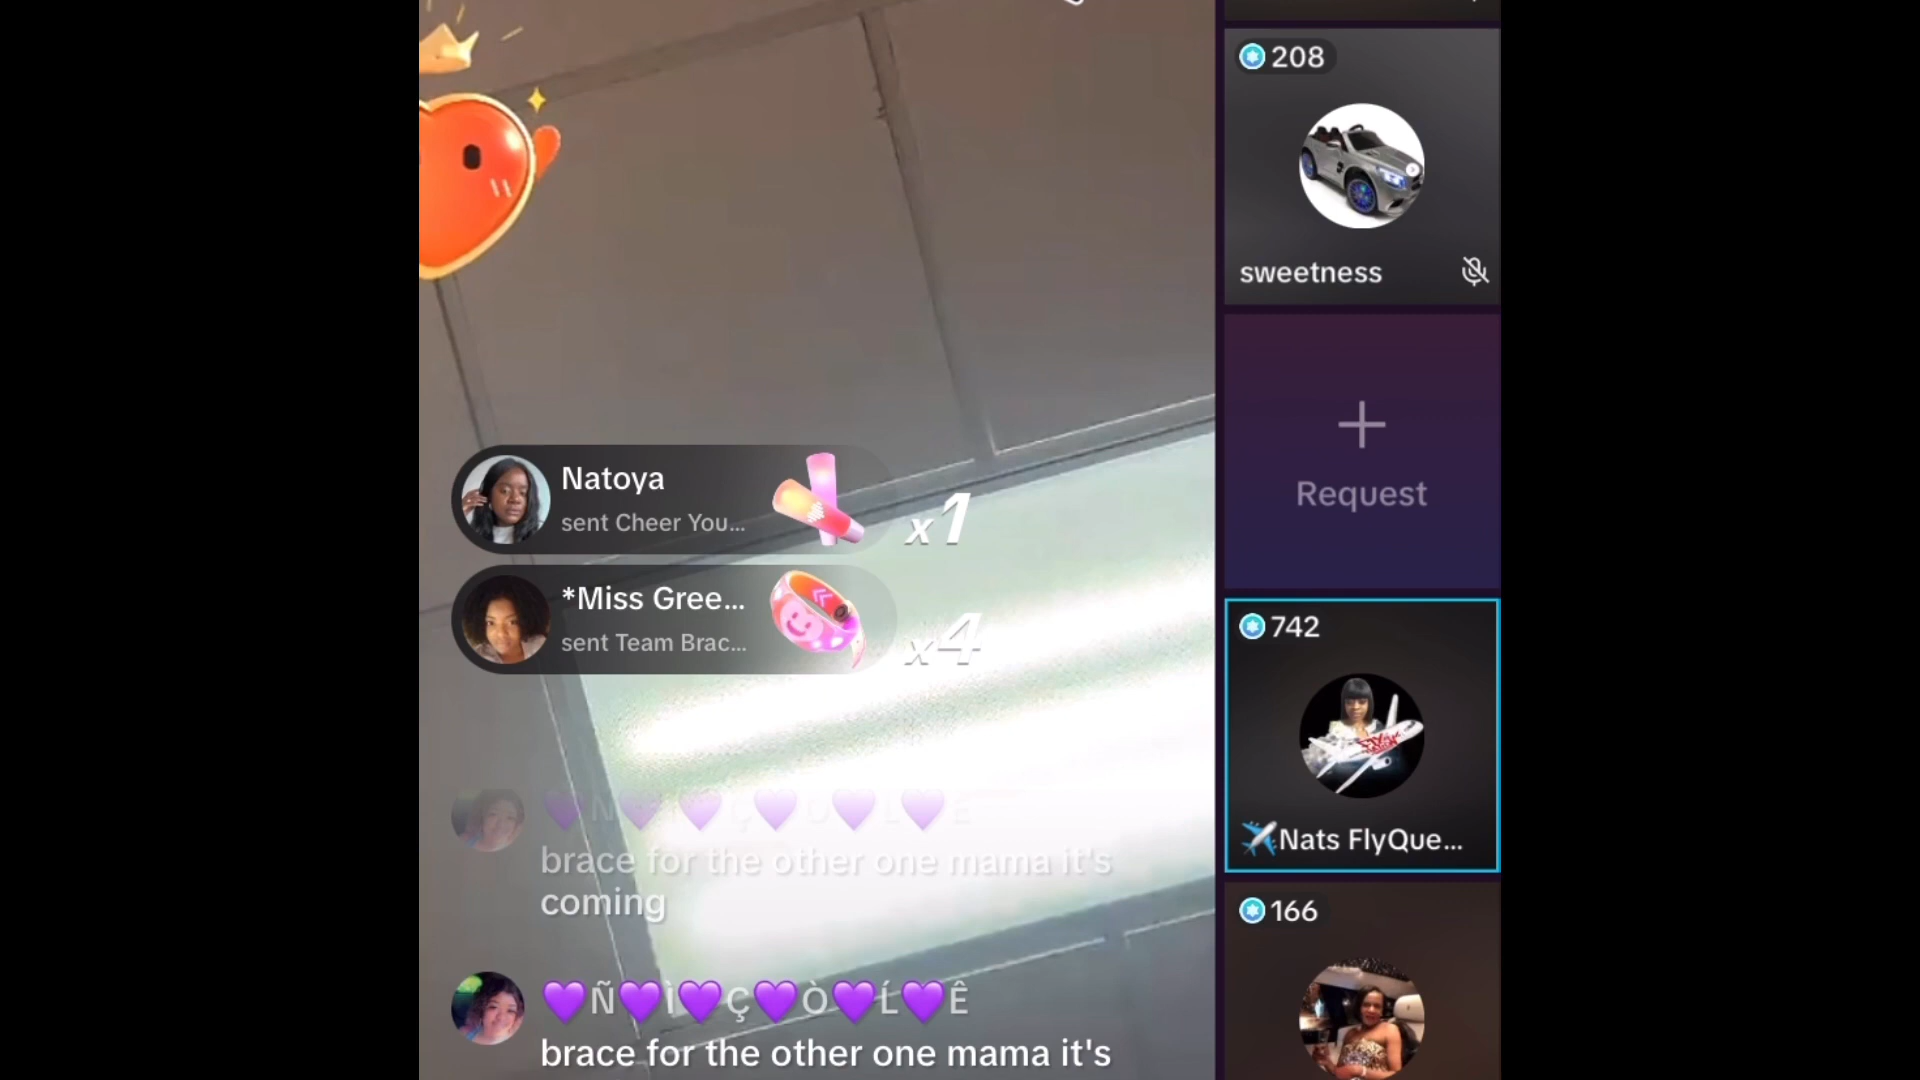 Natoya
sent Cheer You...
x1
*Miss Gree...
sent Team Brac...
x4
brace for the other one mama it's
coming
💜Ñ💜Ì💜Ç💜Ò💜Ĺ💜Ê
brace for the other one mama it's
208
sweetness
+
Request
742
✈️Nats FlyQue...
166